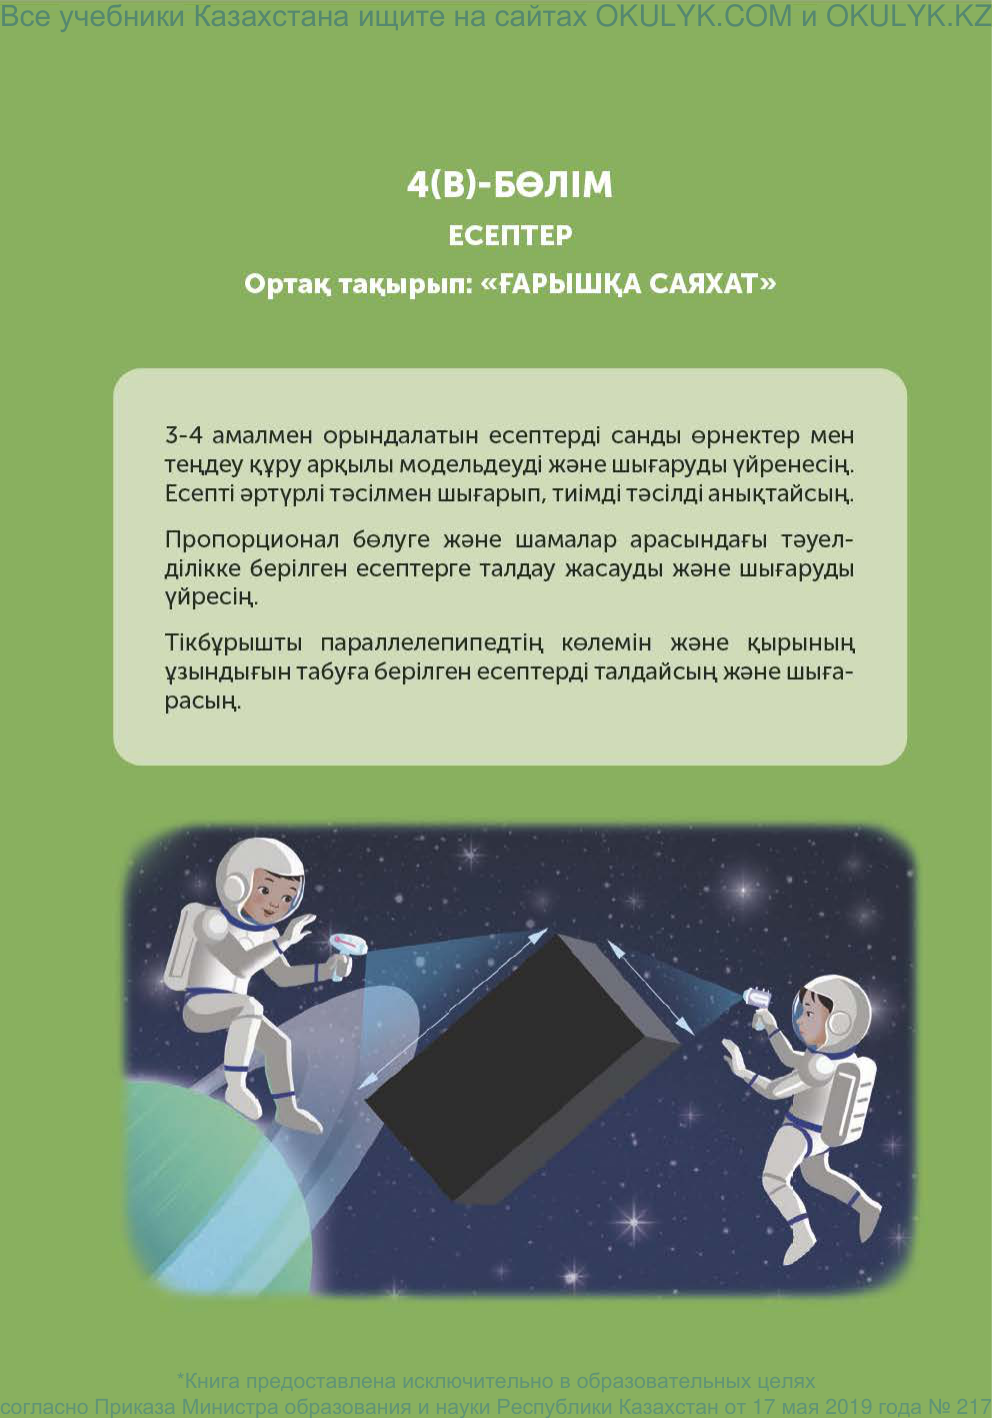 Все учебники Казахстана ищите на сайтах OKULYK.COM и OKULYK.KZ
4(В)-БӨЛІМ
ЕСЕПТЕР
Ортақ тақырып: «ҒАРЫШҚА САЯХАТ»
3-4 амалмен орындалатын есептерді санды өрнектер мен
теңдеу құру арқылы модельдеуді және шығаруды үйренесің.
Есепті әртүрлі тәсілмен шығарып, тиімді тәсілді анықтайсың.
Пропорционал бөлуге және шамалар арасындағы тәуел-
ділікке берілген есептерге талдау жасауды және шығаруды
үйресің.
Тікбұрышты параллелепипедтің көлемін және қырының
ұзындығын табуға берілген есептерді талдайсың және шыға-
расың.
*Книга предоставлена исключительно в образовательных целях
согласно Приказа Министра образования и науки Республики Казахстан от 17 мая 2019 года № 217